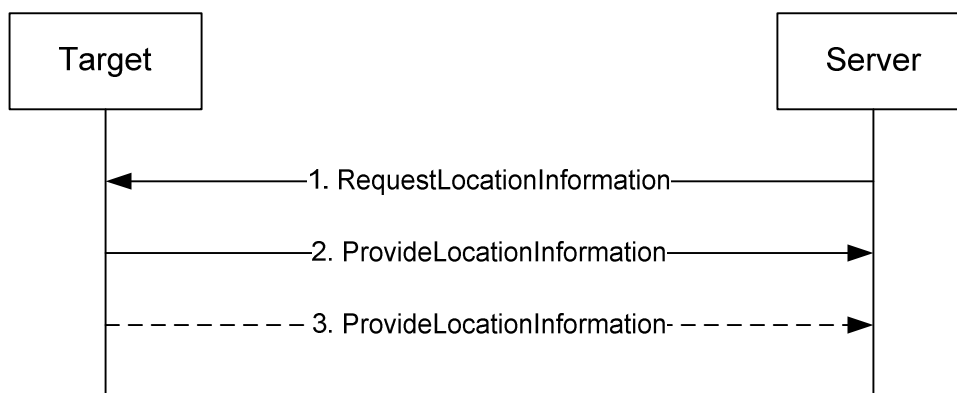 Target
Server
1. RequestLocationInformation
2. ProvideLocationInformation
3. ProvideLocationInformation